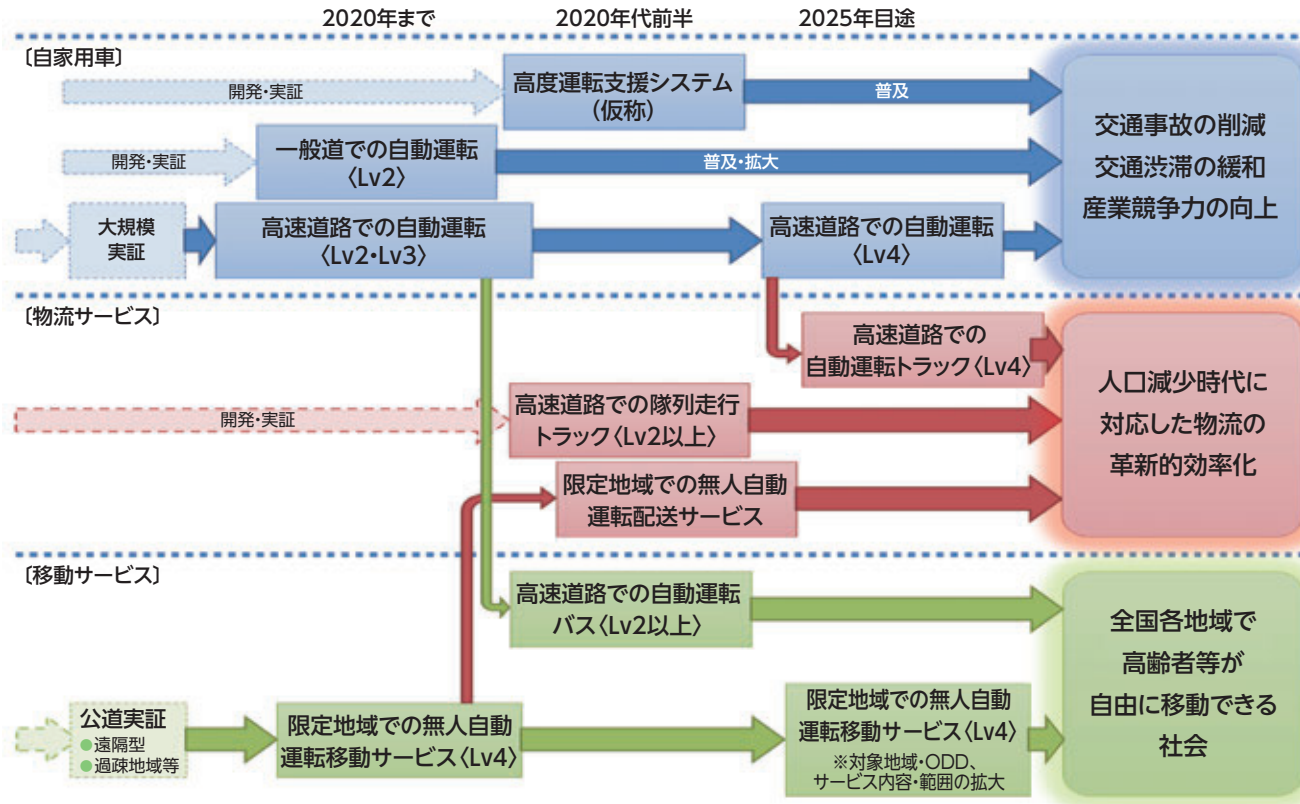 2020年まで
2020年代前半
2025年目途
〔自家用車〕
開発・実証
高度運転支援システム
(仮称)
普及
開発・実証
一般道での自動運転
〈Lv2〉
普及・拡大
大規模
実証
高速道路での自動運転
〈Lv2・Lv3〉
高速道路での自動運転
〈Lv4〉
交通事故の削減
交通渋滞の緩和
産業競争力の向上
〔物流サービス〕
高速道路での
自動運転トラック〈Lv4〉
開発・実証
高速道路での隊列走行
トラック〈Lv2以上〉
限定地域での無人自動
運転配送サービス
人口減少時代に
対応した物流の
革新的効率化
〔移動サービス〕
高速道路での自動運転
バス〈Lv2以上〉
公道実証
●遠隔型
●過疎地域等
限定地域での無人自動
運転移動サービス〈Lv4〉
限定地域での無人自動
運転移動サービス〈Lv4〉
※対象地域・ODD、
サービス内容・範囲の拡大
全国各地域で
高齢者等が
自由に移動できる
社会